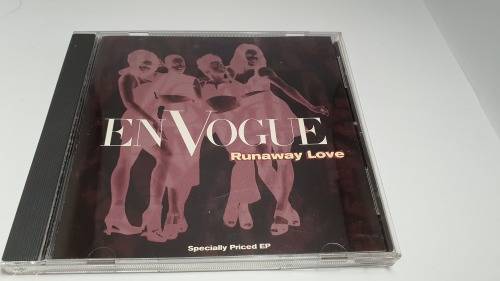 EN VOGUE
Runaway Love
Specially Priced EP